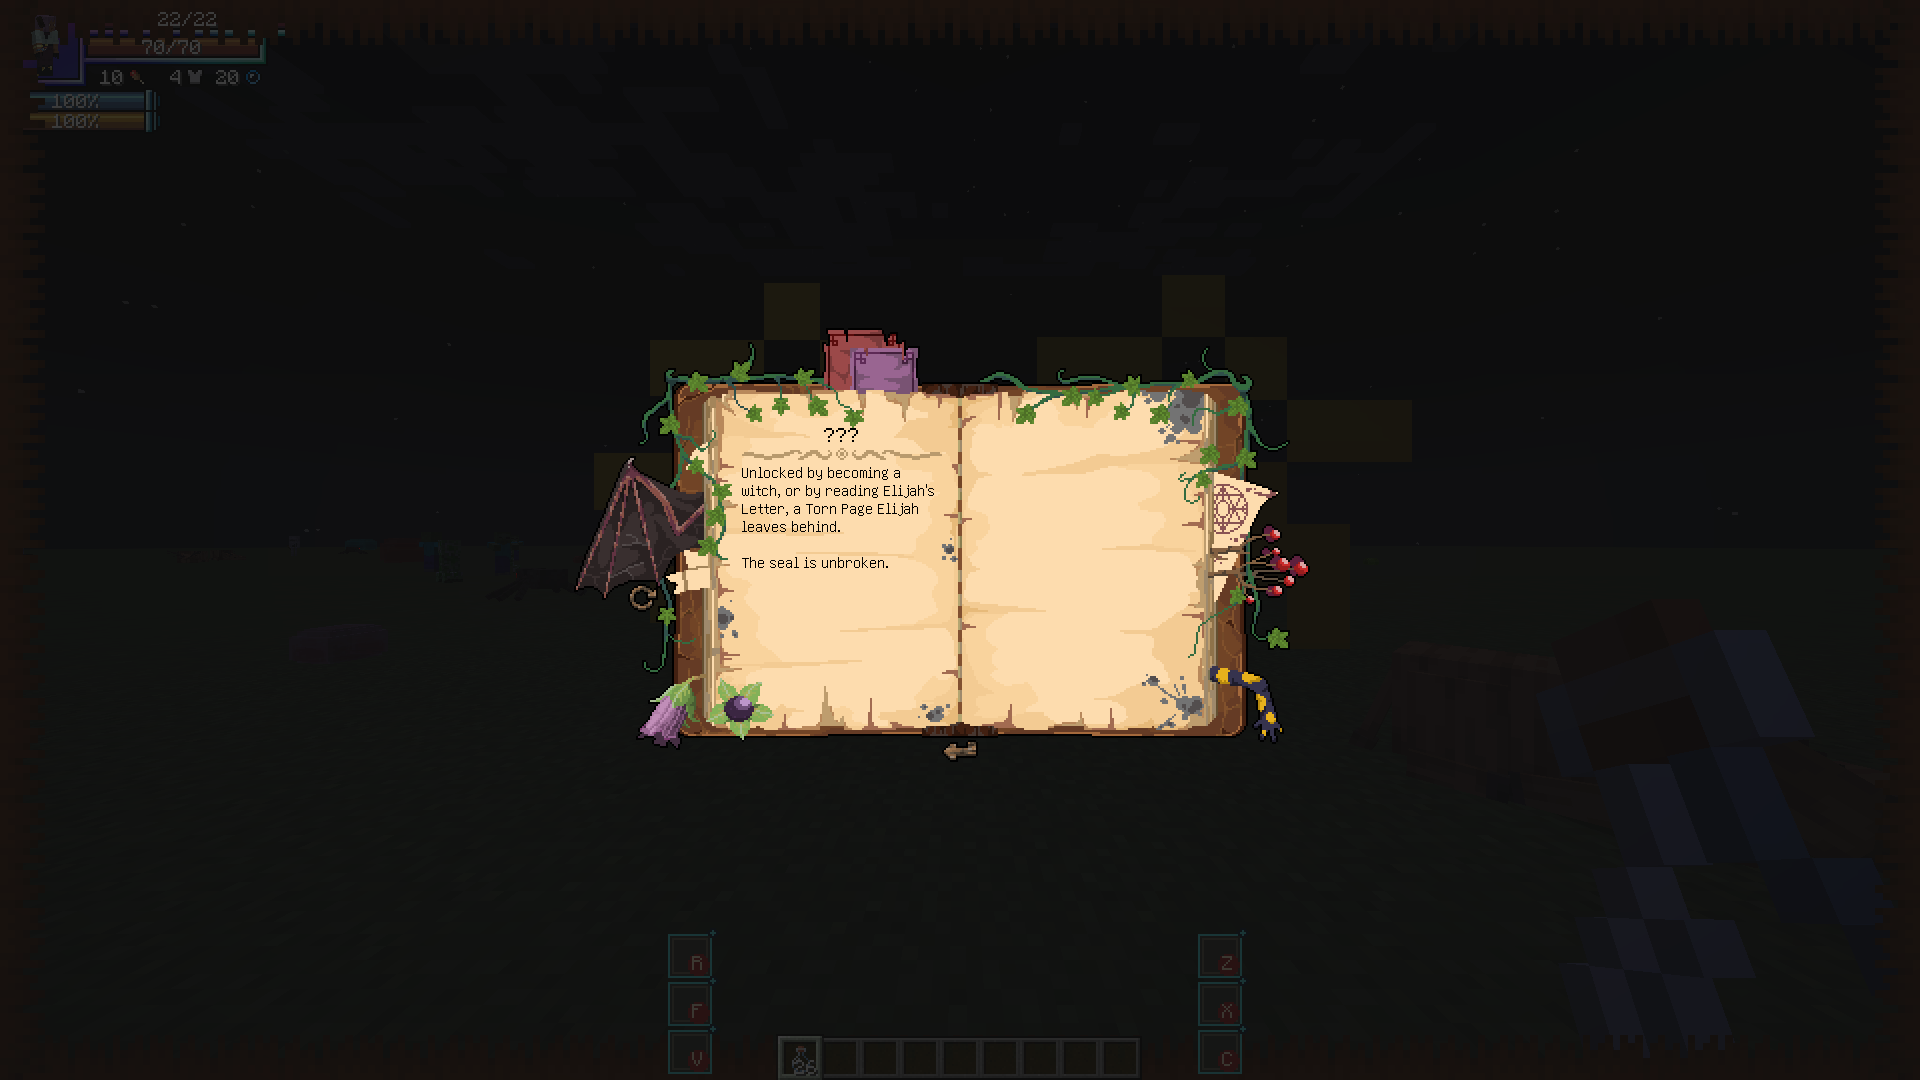 22/22
70/70
10 4 20
100%
100%
???
Unlocked by becoming a
witch, or by reading Elijah's
Letter, a Torn Page Elijah
leaves behind.
The seal is unbroken.
R
Z
F
X
V
C
26